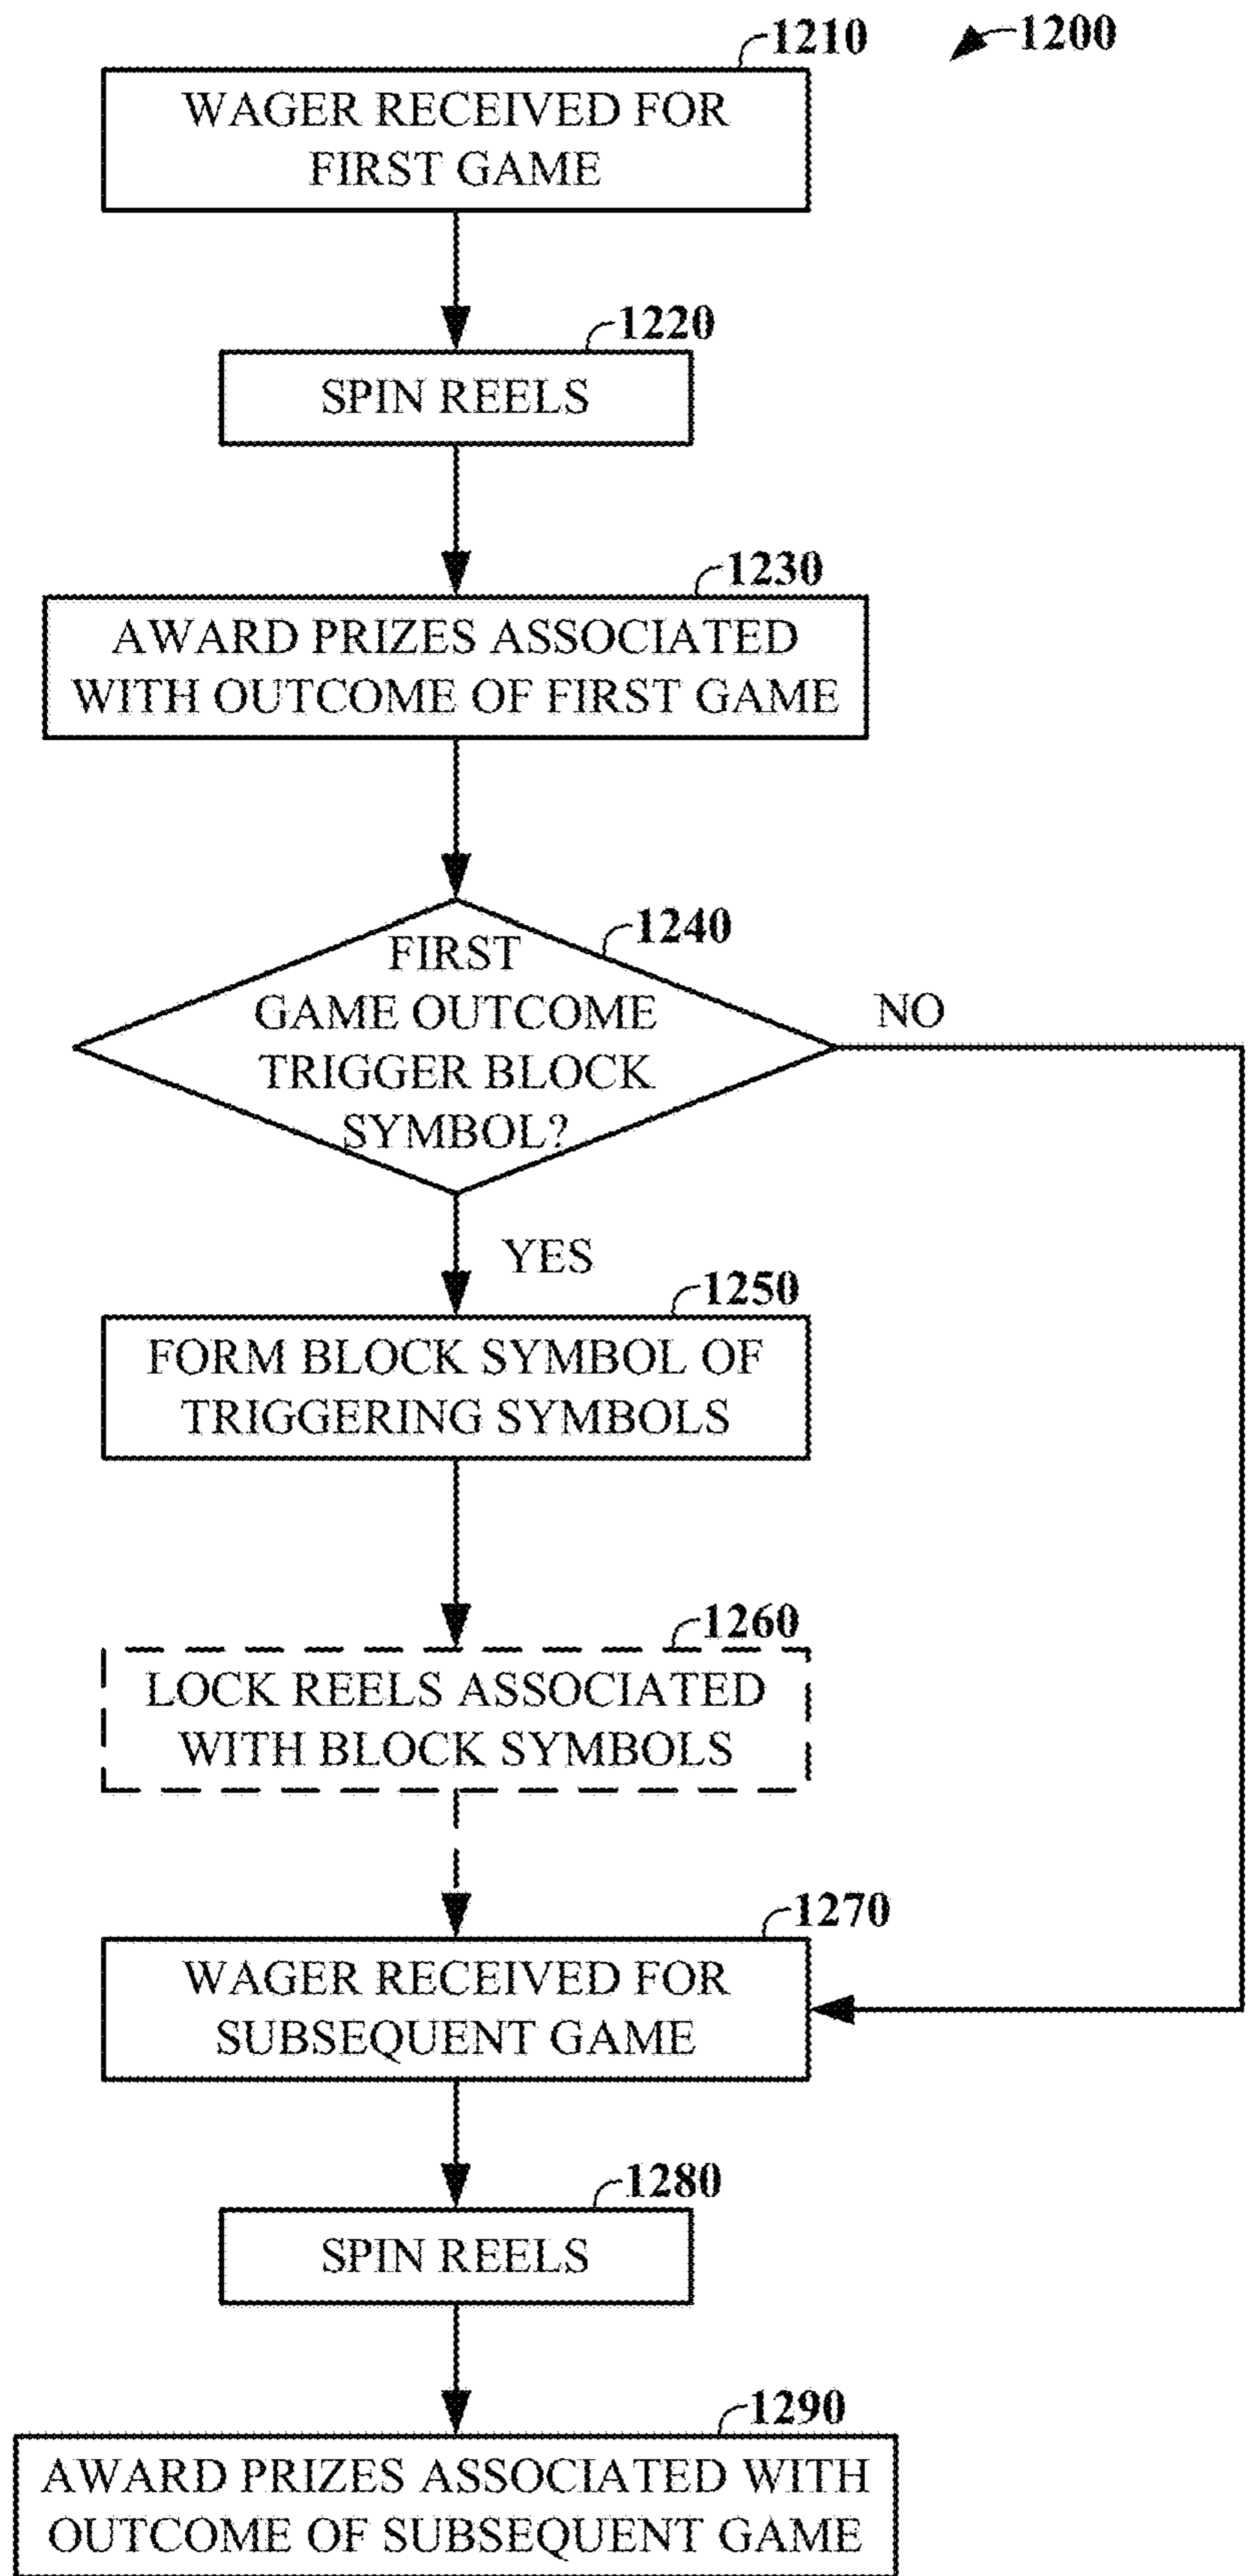 1200
1210
WAGER RECEIVED FOR
FIRST GAME
1220
SPIN REELS
1230
AWARD PRIZES ASSOCIATED
WITH OUTCOME OF FIRST GAME
1240
FIRST
GAME OUTCOME
TRIGGER BLOCK
SYMBOL?
NO
YES
1250
FORM BLOCK SYMBOL OF
TRIGGERING SYMBOLS
1260
LOCK REELS ASSOCIATED
WITH BLOCK SYMBOLS
1270
WAGER RECEIVED FOR
SUBSEQUENT GAME
1280
SPIN REELS
1290
AWARD PRIZES ASSOCIATED WITH
OUTCOME OF SUBSEQUENT GAME